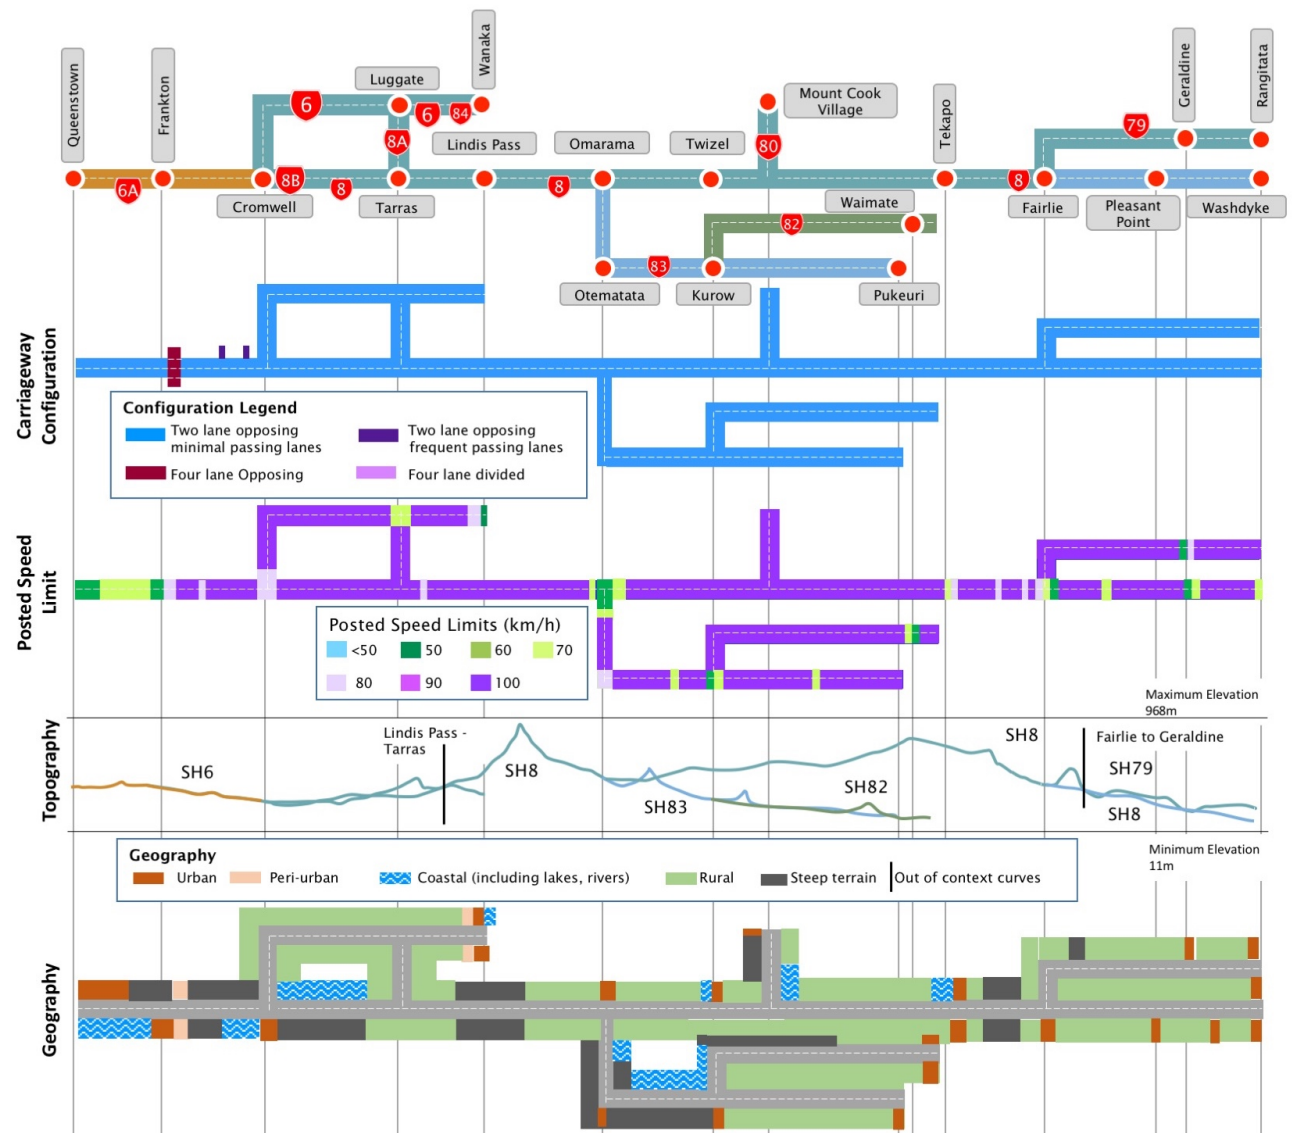 Queenstown
Frankton
Luggate
Wanaka
Lindis Pass
Omarama
Twizel
Mount Cook
Village
Tekapo
Geraldine
Rangitata
6
6
84
8A
80
79
6A
8B
8
8
8
Cromwell
Tarras
Fairlie
Pleasant
Point
Washdyke
Waimate
82
83
Otematata
Kurow
Pukeuri
Carriageway
Configuration
Configuration Legend
Two lane opposing
minimal passing lanes
Two lane opposing
frequent passing lanes
Four lane Opposing
Four lane divided
Posted Speed
Limit
Posted Speed Limits (km/h)
<50
50
60
70
80
90
100
Maximum Elevation
968m
Topography
SH6
Lindis Pass -
Tarras
SH8
SH83
SH82
SH8
Fairlie to Geraldine
SH79
SH8
Minimum Elevation
11m
Geography
Urban
Peri-urban
Coastal (including lakes, rivers)
Rural
Steep terrain
Out of context curves
Geography